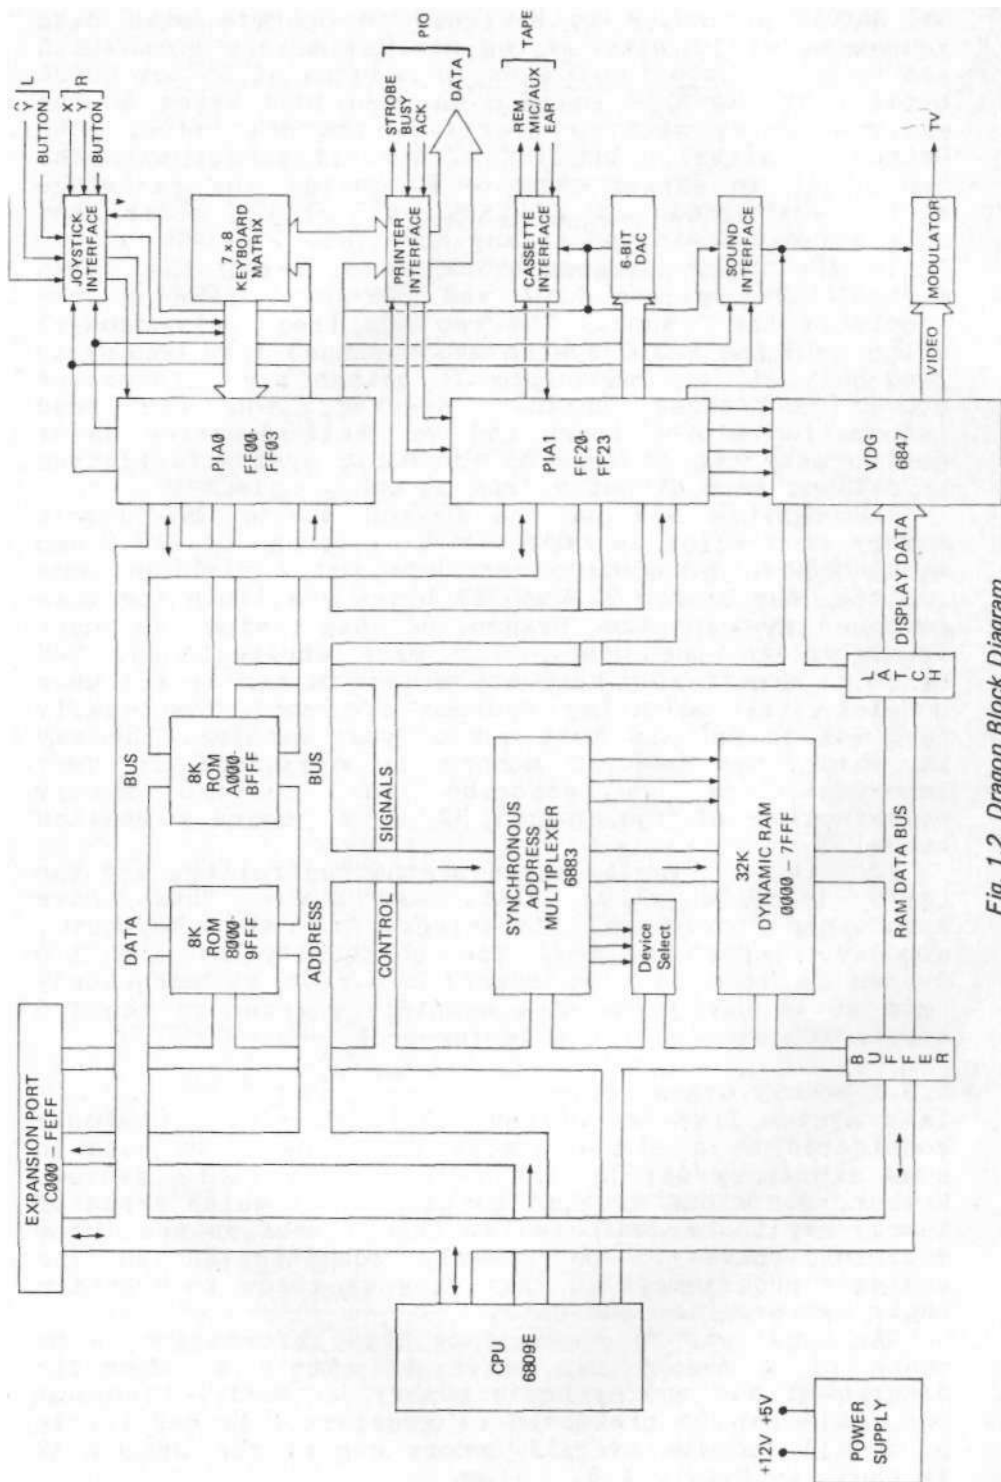 EXPANSION PORT
C000 - FEFF
CPU
6809E
+12V +5V
POWER
SUPPLY
DATA
BUS
8K
ROM
8000-
9FFF
8K
ROM
A000-
BFFF
ADDRESS
BUS
CONTROL
SIGNALS
SYNCHRONOUS
ADDRESS
MULTIPLEXER
6883
Device
Select
32K
DYNAMIC RAM
0000 - 7FFF
BUFFER
RAM DATA BUS
LATCH
DISPLAY DATA
PIA0
FF00-
FF03
PIA1
FF20-
FF23
VDG
6847
JOYSTICK
INTERFACE
7 x 8
KEYBOARD
MATRIX
PRINTER
INTERFACE
CASSETTE
INTERFACE
6-BIT
DAC
SOUND
INTERFACE
VIDEO
MODULATOR
TV
X
Y
BUTTON
L
X
Y
BUTTON
R
STROBE
BUSY
ACK
DATA
PIO
REM
MIC/AUX
EAR
TAPE
Fig. 1.2. Dragon Block Diagram